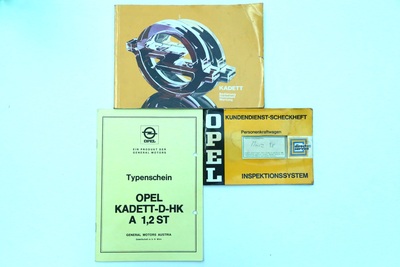 KADETT
OPEL
KUNDENDIENST-SCHECKHEFT
Personenkraftwagen
INSPEKTIONSSYSTEM
EIN PRODUKT DER
GENERAL MOTORS
Typenschein
OPEL
KADETT-D-HK
A 1,2 ST
GENERAL MOTORS AUSTRIA